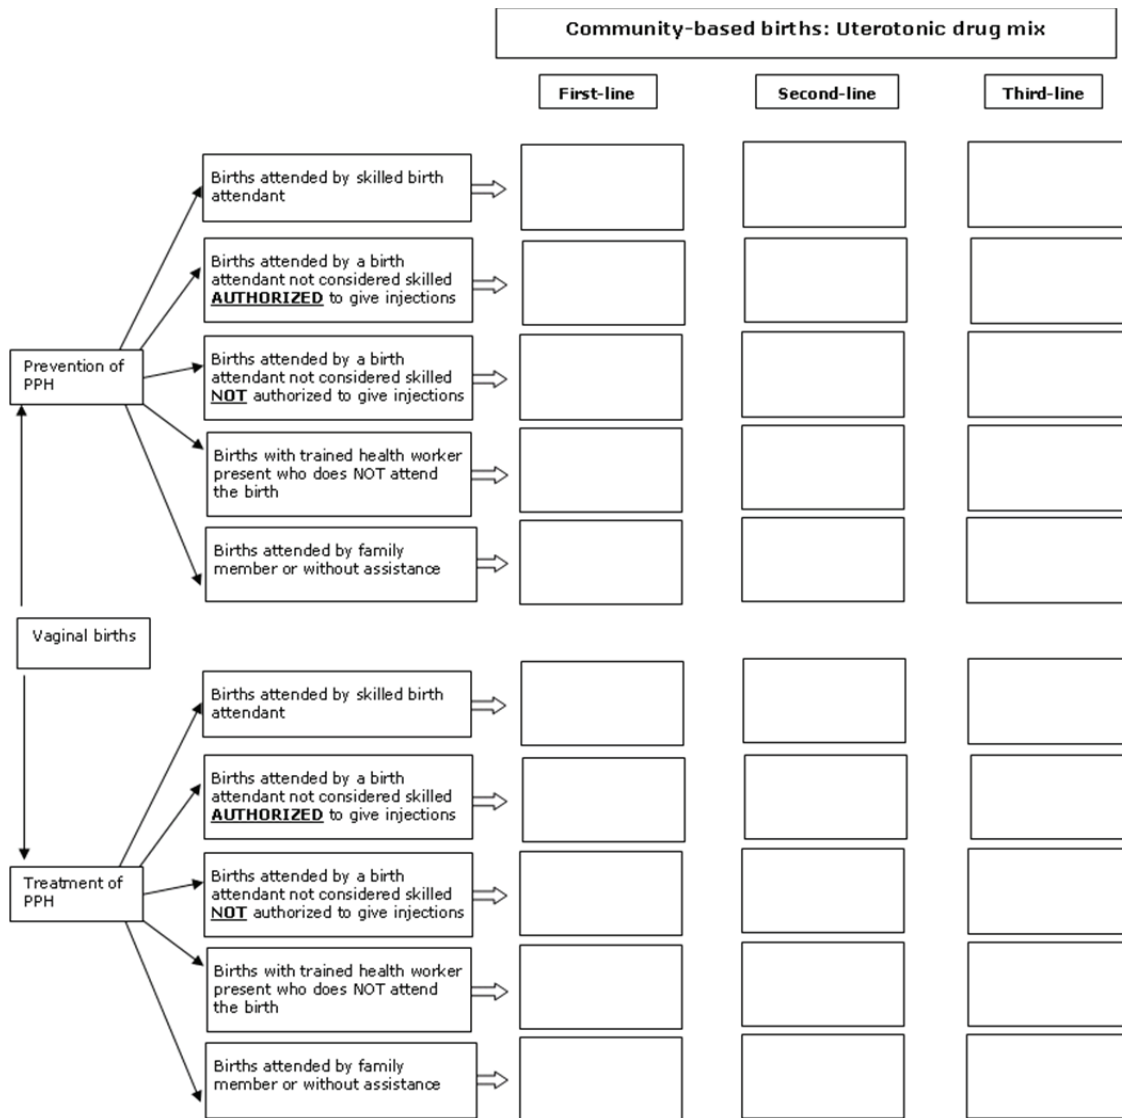 Community-based births: Uterotonic drug mix
First-line
Second-line
Third-line
Births attended by skilled birth
attendant
Births attended by a birth
attendant not considered skilled
AUTHORIZED to give injections
Prevention of
PPH
Births attended by a birth
attendant not considered skilled
NOT authorized to give injections
Births with trained health worker
present who does NOT attend
the birth
Births attended by family
member or without assistance
Vaginal births
Births attended by skilled birth
attendant
Births attended by a birth
attendant not considered skilled
AUTHORIZED to give injections
Treatment of
PPH
Births attended by a birth
attendant not considered skilled
NOT authorized to give injections
Births with trained health worker
present who does NOT attend
the birth
Births attended by family
member or without assistance